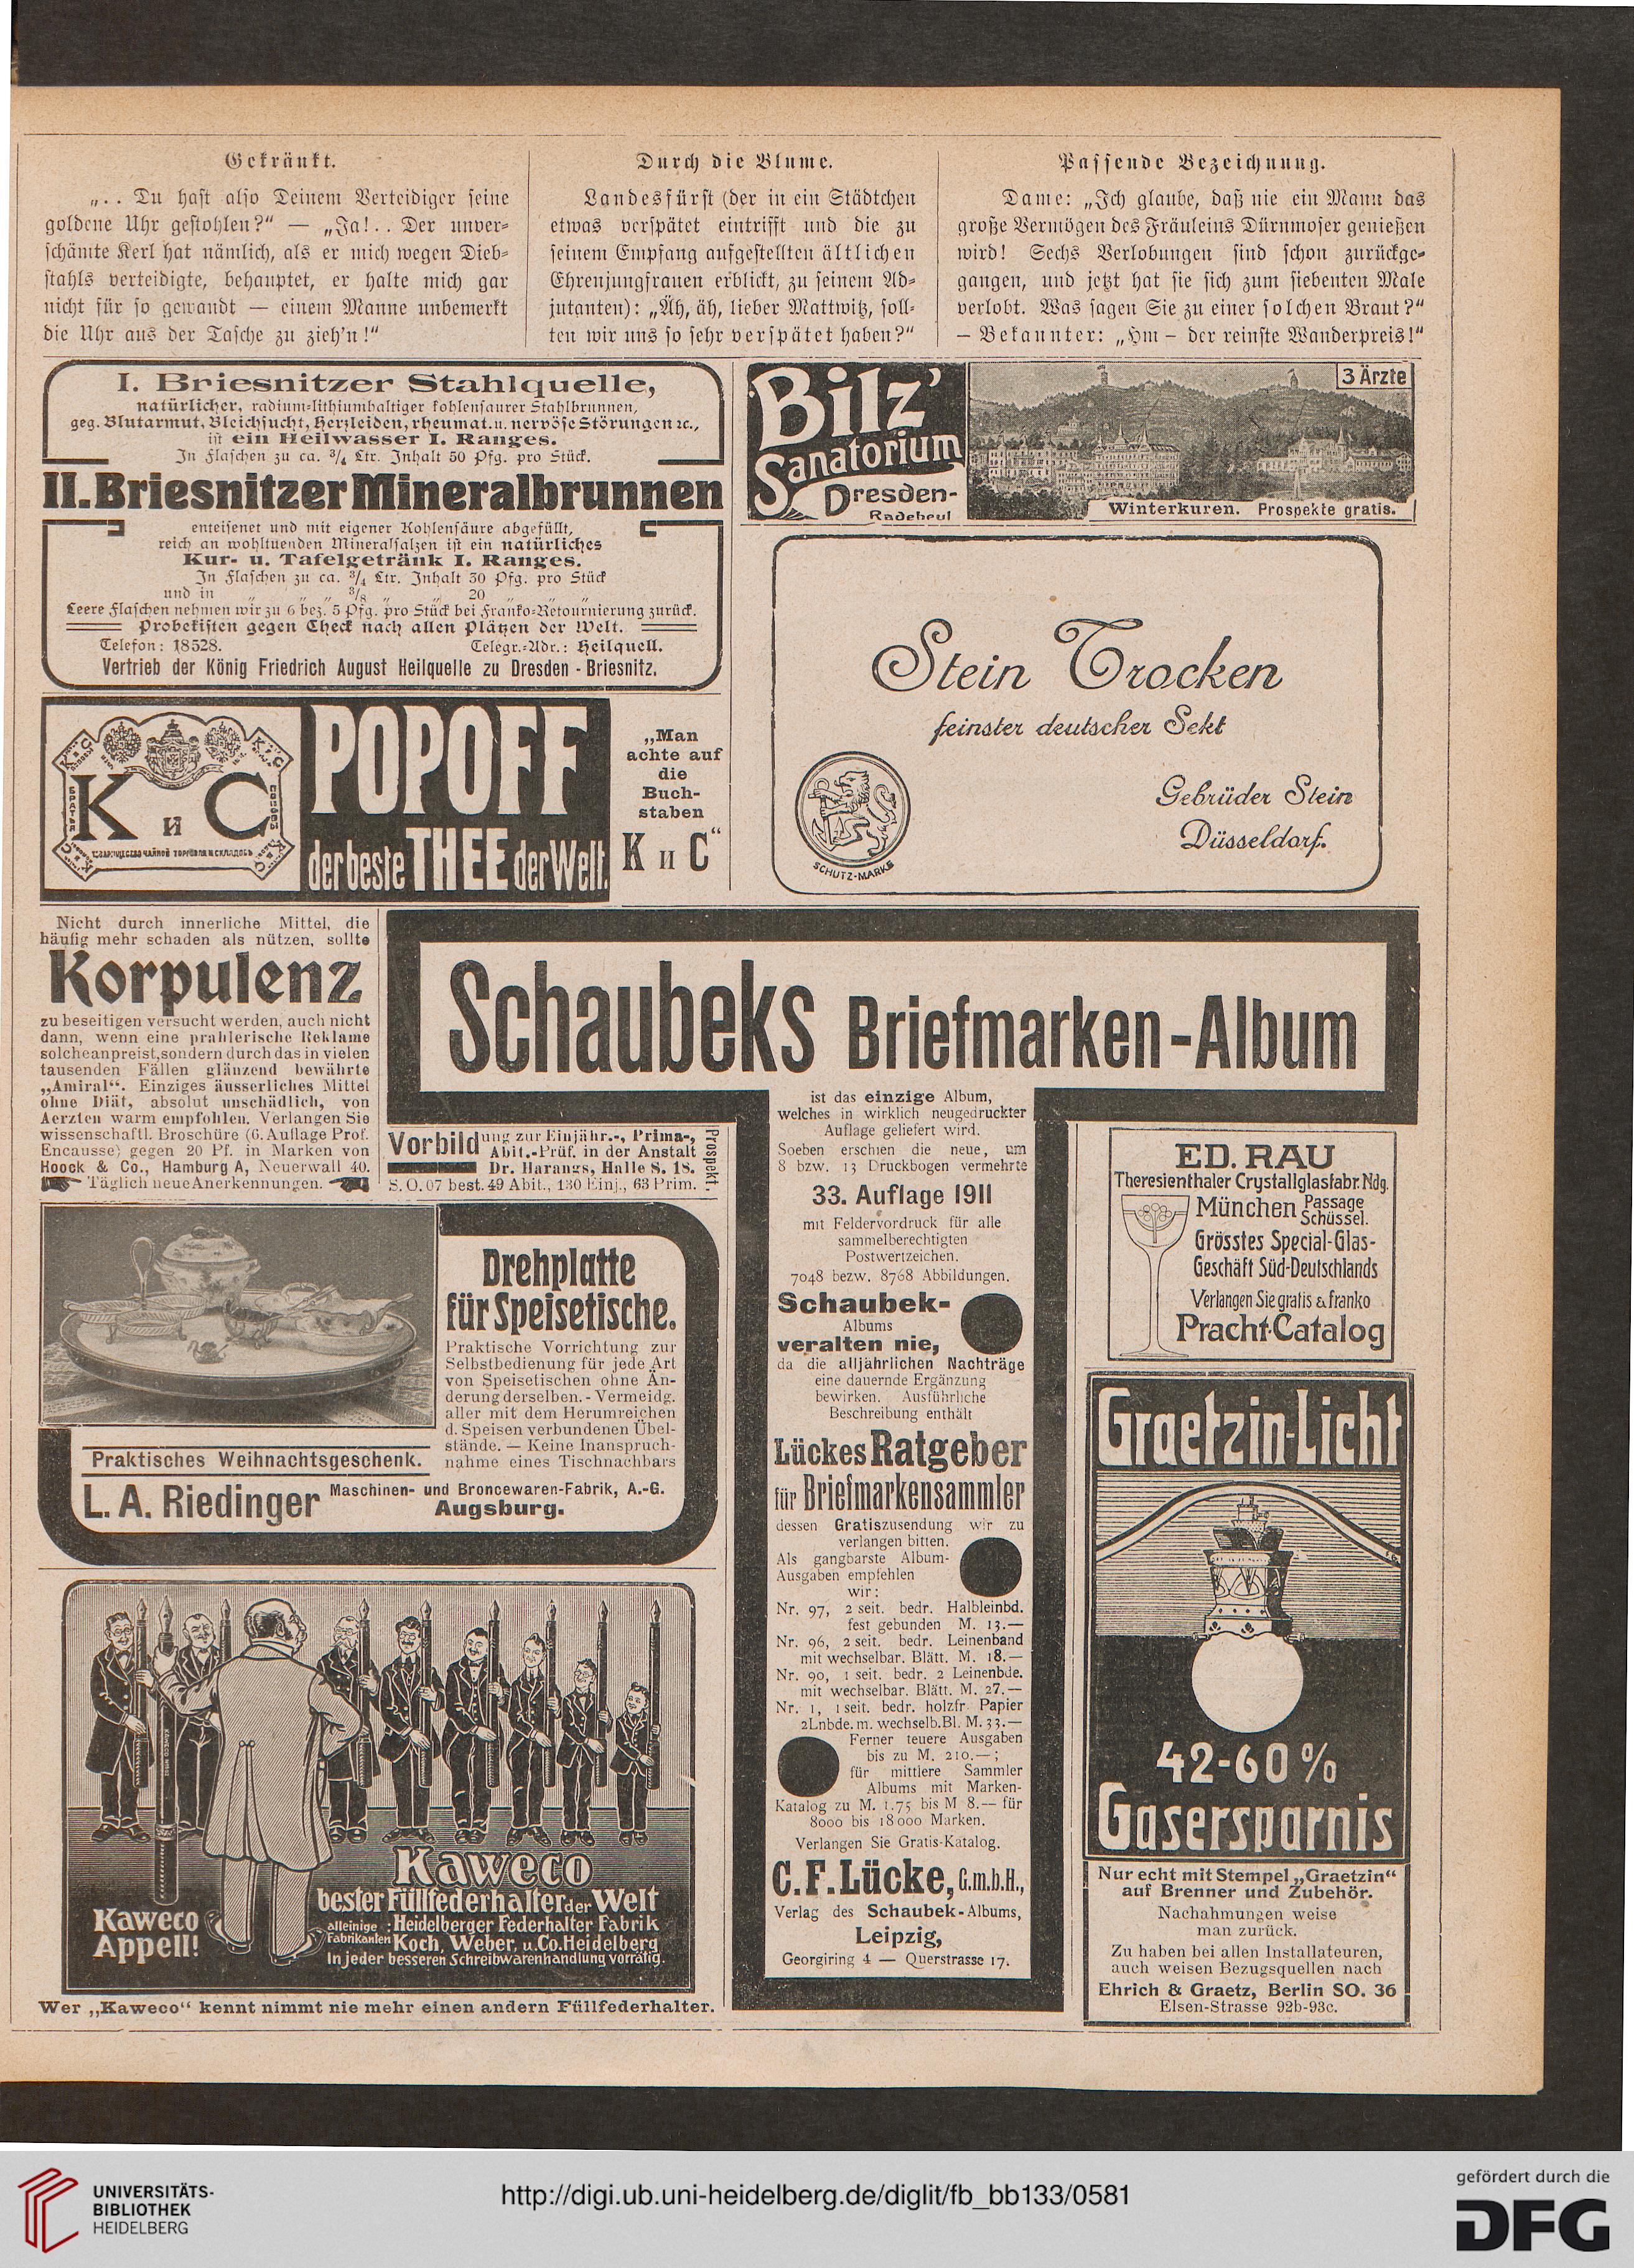 Gekränkt.
„.. Du hast also Deinem Verteidiger seine
goldene Uhr gestohlen?“ — „Ja!.. Der unver-
schämte Kerl hat nämlich, als er mich wegen Dieb-
stahls verteidigte, behauptet, er halte mich gar
nicht für so gewandt — einem Manne unbemerkt
die Uhr aus der Tasche zu zieh'n!“
Durch die Blume.
Landesfürst (der in ein Städtchen
etwas verspätet eintrifft und die zu
seinem Empfang aufgestellten ältlichen
Ehrenjungfrauen erblickt, zu seinem Ad-
jutanten): „Äh, äh, lieber Mattwitz, soll-
ten wir uns so sehr verspätet haben?“
Passende Bezeichnung.
Dame: „Ich glaube, daß nie ein Mann das
große Vermögen des Fräuleins Dürnmoser genießen
wird! Sechs Verlobungen sind schon zurückge-
gangen, und jetzt hat sie sich zum siebenten Male
verlobt. Was sagen Sie zu einer solchen Braut?“
— Bekannter: „Hm — der reinste Wanderpreis!“
I. Briesnitzer Stahlquelle,
natürlicher, radium-lithiumhaltiger kohlensaurer Stahlbrunnen,
geg. Blutarmut, Bleichsucht, Herzleiden, rheumat. u. nervöse Störungen 2c.,
ist ein Heilwasser I. Ranges.
In Flaschen zu ca. 3/4 Ltr. Inhalt 50 Pfg. pro Stück.
II. Briesnitzer Mineralbrunnen
enteisenet und mit eigener Kohlensäure abgefüllt,
reich an wohltuenden Mineralsalzen ist ein natürliches
Kur- u. Tafelgetränk I. Ranges.
In Flaschen zu ca. 3/4 Ltr. Inhalt 30 Pfg. pro Stück
und in „ „ „ 3/8 „ „ 20 „ „ „
Leere Flaschen nehmen wir zu 6 bez. 5 Pfg. pro Stück bei Franko-Retournierung zurück.
Probekisten gegen Check nach allen Plätzen der Welt.
Telefon: 18528. Telegr.-Adr.: Heilquell.
Vertrieb der König Friedrich August Heilquelle zu Dresden - Briesnitz.
Bilz'
Sanatorium
Dresden-
Radebeul
3 Ärzte
Winterkuren. Prospekte gratis.
Stein Trocken
feinster deutscher Sekt
Gebrüder Stein
Düsseldorf.
SCHUTZ-MARKE
К и С
БРАТЬЯ
ПОПОВЫ
POPOFF
der beste THEE der Welt.
„Man
achte auf
die
Buch-
staben
К и С“
Nicht durch innerliche Mittel, die
häufig mehr schaden als nützen, sollte
Korpulenz
zu beseitigen versucht werden, auch nicht
dann, wenn eine prahlerische Reklame
solche anpreist, sondern durch das in vielen
tausenden Fällen glänzend bewährte
„Amiral“. Einziges äusserliches Mittel
ohne Diät, absolut unschädlich, von
Aerzten warm empfohlen. Verlangen Sie
wissenschaftl. Broschüre (6. Auflage Prof.
Encausse) gegen 20 Pf. in Marken von
Hoock & Co., Hamburg A, Neuerwall 40.
Täglich neue Anerkennungen.
Schaubeks Briefmarken-Album
ist das einzige Album,
welches in wirklich neugedruckter
Auflage geliefert wird.
Soeben erschien die neue, um
8 bzw. 13 Druckbogen vermehrte
33. Auflage 1911
mit Feldervordruck für alle
sammelberechtigten
Postwertzeichen.
7048 bezw. 8768 Abbildungen.
Schaubek-
Albums
veralten nie,
da die alljährlichen Nachträge
eine dauernde Ergänzung
bewirken. Ausführliche
Beschreibung enthält
Lückes Ratgeber
für Briefmarkensammler
dessen Gratiszusendung wir zu
verlangen bitten.
Als gangbarste Album-
Ausgaben empfehlen
wir:
Nr. 97, 2 seit. bedr. Halbleinbd.
fest gebunden M. 13.—
Nr. 96, 2 seit. bedr. Leinenband
mit wechselbar. Blätt. M. 18.—
Nr. 90, 1 seit. bedr. 2 Leinenbde.
mit wechselbar. Blätt. M. 27.—
Nr. 1, 1 seit. bedr. holzfr. Papier
2 Lnbde. m. wechselb. Bl. M. 33.—
Ferner teuere Ausgaben
bis zu M. 210.—;
für mittlere Sammler
Albums mit Marken-
Katalog zu M. 1.75 bis M 8.— für
8000 bis 18000 Marken.
Verlangen Sie Gratis-Katalog.
C. F. Lücke, G.m.b.H.,
Verlag des Schaubek-Albums,
Leipzig,
Georgiring 4 — Querstrasse 17.
Vorbildung zur Einjähr.-, Prima-,
Abit.-Prüf. in der Anstalt
Dr. Harangs, Halle S. 18.
S. O. 07 best. 49 Abit., 130 Einj., 63 Prim.
Prospekt.
ED. RAU
Theresienthaler Crystallglasfabr. Ndg.
München Passage Schüssel.
Grösstes Special-Glas-
Geschäft Süd-Deutschlands
Verlangen Sie gratis & franko
Pracht-Catalog
Drehplatte
für Speisetische.
Praktische Vorrichtung zur
Selbstbedienung für jede Art
von Speisetischen ohne Än-
derung derselben. - Vermeidg.
aller mit dem Herumreichen
d. Speisen verbundenen Übel-
stände. — Keine Inanspruch-
nahme eines Tischnachbars
Praktisches Weihnachtsgeschenk.
L. A. Riedinger Maschinen- und Broncewaren-Fabrik, A.-G.
Augsburg.
Graetzin-Licht
42-60%
Gasersparnis
Nur echt mit Stempel „Graetzin“
auf Brenner und Zubehör.
Nachahmungen weise
man zurück.
Zu haben bei allen Installateuren,
auch weisen Bezugsquellen nach
Ehrich & Graetz, Berlin SO. 36
Elsen-Strasse 92b-93c.
Kaweco
Appell!
Kaweco
bester Füllfederhalter der Welt
alleinige Fabrikanten: Heidelberger Federhalter Fabrik
Koch, Weber, u. Co. Heidelberg
In jeder besseren Schreibwarenhandlung vorrätig.
Wer „Kaweco“ kennt nimmt nie mehr einen andern Füllfederhalter.
UNIVERSITÄTS-
BIBLIOTHEK
HEIDELBERG
http://digi.ub.uni-heidelberg.de/diglit/fb_bb133/0581
gefördert durch die
DFG